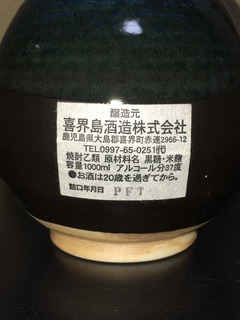 醸造元
喜界島酒造株式会社
鹿児島県大島郡喜界町赤連2966-12
TEL0997-65-0251(代)
焼酎乙類 原材料名 黒糖・米麹
容量1000ml アルコール分37度
●お酒は20歳を過ぎてから。
詰口年月日 PFT